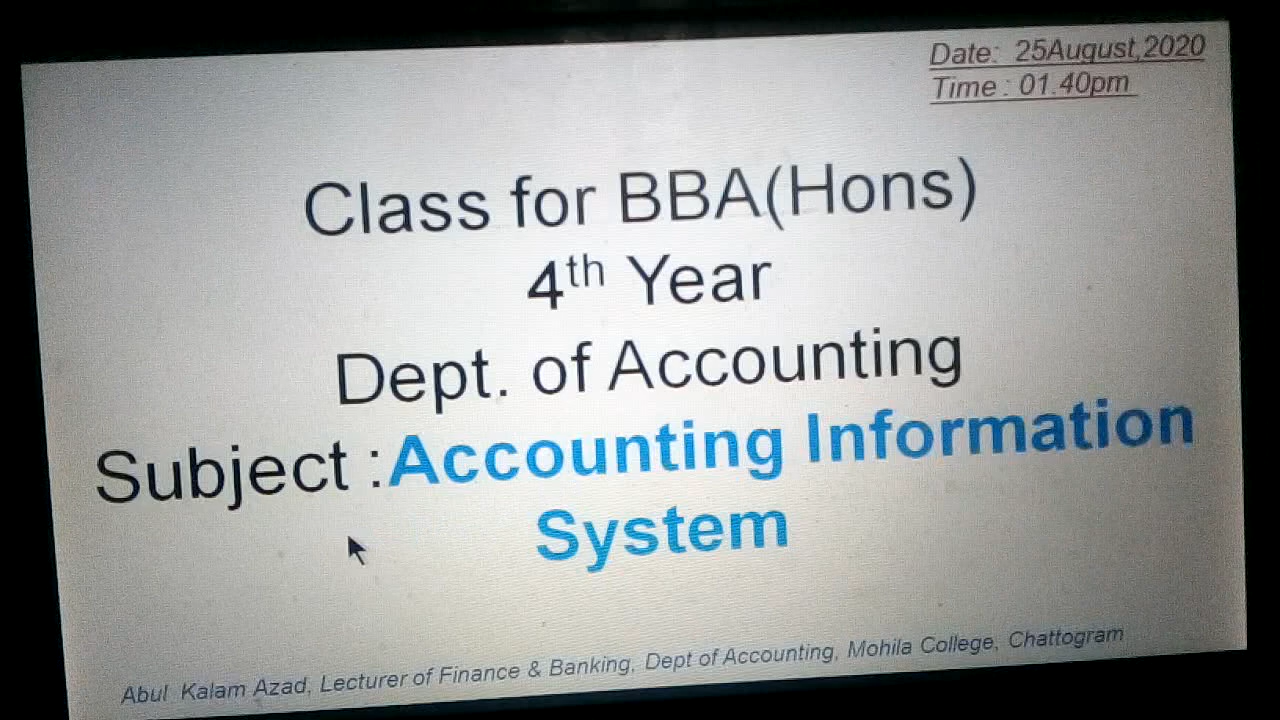 Date: 25August,2020
Time : 01.40pm
Class for BBA(Hons)
4th Year
Dept. of Accounting
Subject :Accounting Information
System
Abul Kalam Azad, Lecturer of Finance & Banking, Dept of Accounting, Mohila College, Chattogram